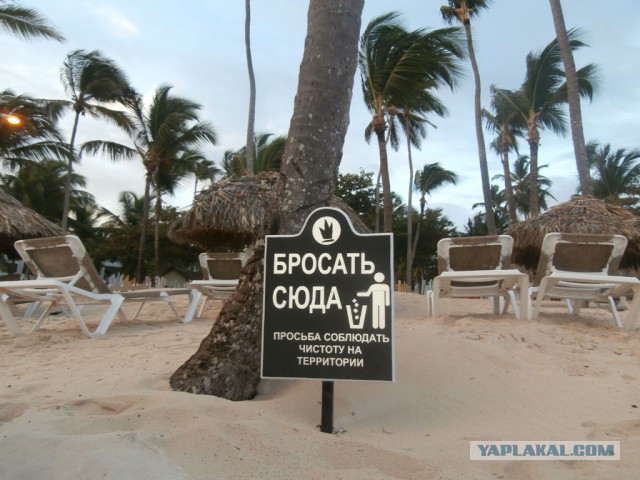 БРОСАТЬ
СЮДА
ПРОСЬБА СОБЛЮДАТЬ
ЧИСТОТУ НА
ТЕРРИТОРИИ
YAPLAKAL.COM